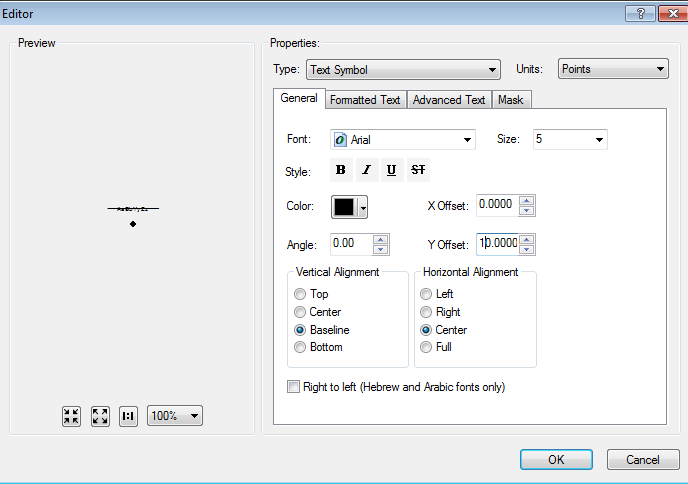 Editor
Preview
AaBbYyZz
100%
Properties:
Type: Text Symbol Units: Points
General Formatted Text Advanced Text Mask
Font: Arial Size: 5
Style: B I U ST
Color: X Offset: 0.0000
Angle: 0.00 Y Offset: 10.0000
Vertical Alignment Horizontal Alignment
Top Left
Center Right
Baseline Center
Bottom Full
Right to left (Hebrew and Arabic fonts only)
OK Cancel